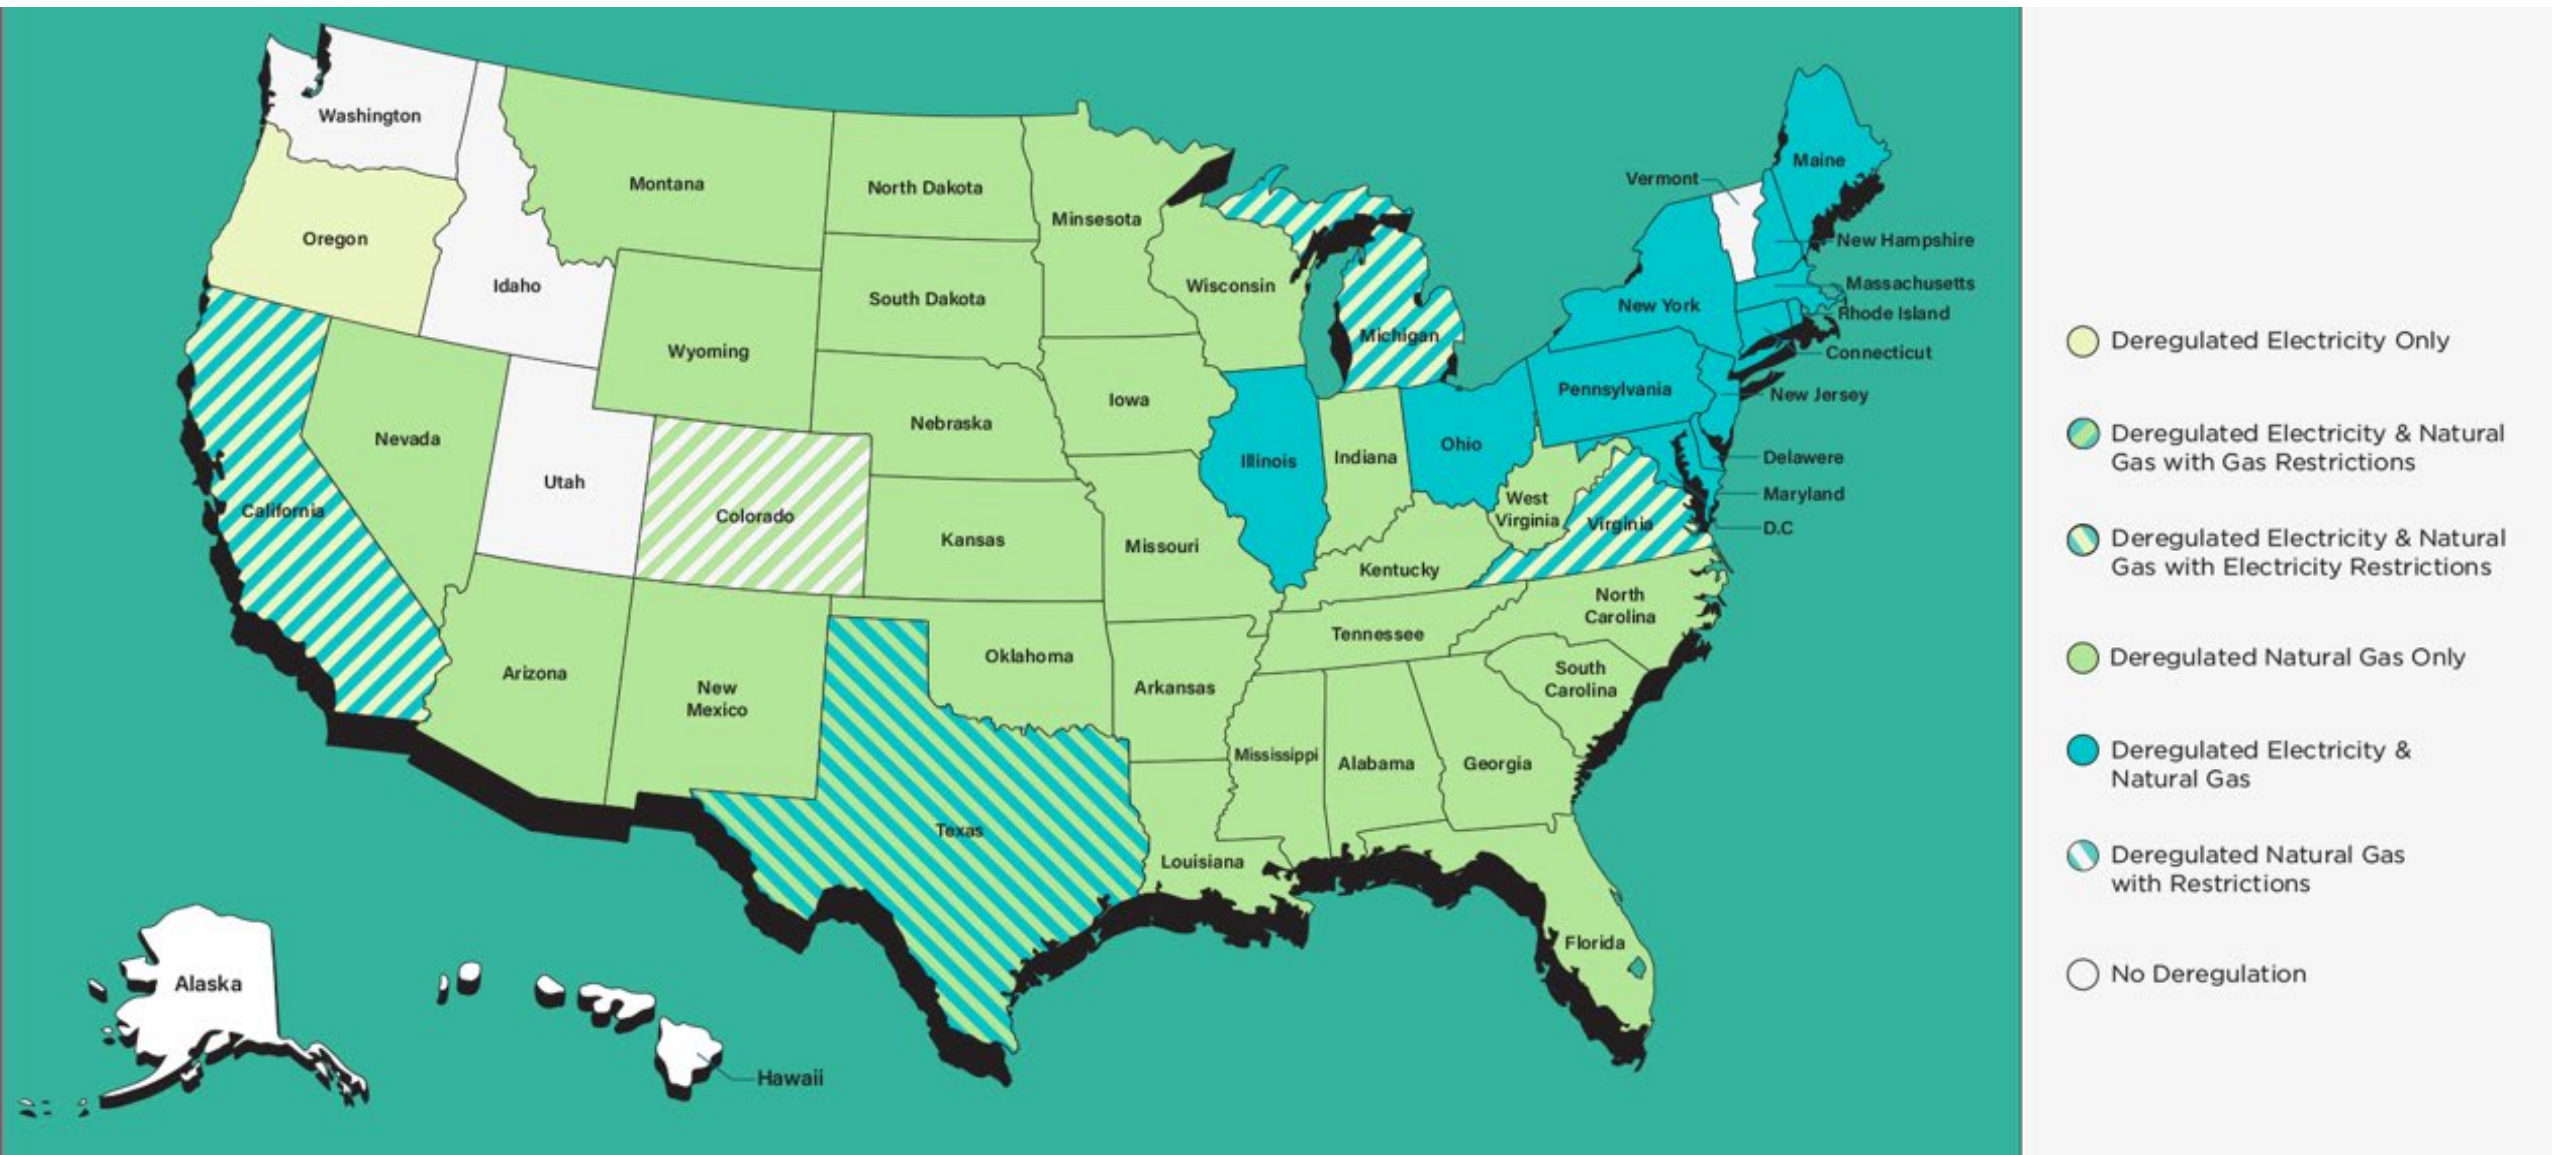 Washington
Oregon
Idaho
Montana
North Dakota
Minsesota
South Dakota
Wyoming
Wisconsin
Michigan
Nevada
Utah
Colorado
Nebraska
Iowa
Kansas
Missouri
Illinois
Indiana
Ohio
California
Arizona
New
Mexico
Oklahoma
Texas
Arkansas
Louisiana
Mississippi
Alabama
Georgia
Florida
Tennessee
Kentucky
West
Virginia
Virginia
North
Carolina
South
Carolina
Pennsylvania
New York
Vermont
Maine
New Hampshire
Massachusetts
Rhode Island
Connecticut
New Jersey
Delawere
Maryland
D.C
Alaska
Hawaii
Deregulated Electricity Only
Deregulated Electricity & Natural
Gas with Gas Restrictions
Deregulated Electricity & Natural
Gas with Electricity Restrictions
Deregulated Natural Gas Only
Deregulated Electricity &
Natural Gas
Deregulated Natural Gas
with Restrictions
No Deregulation